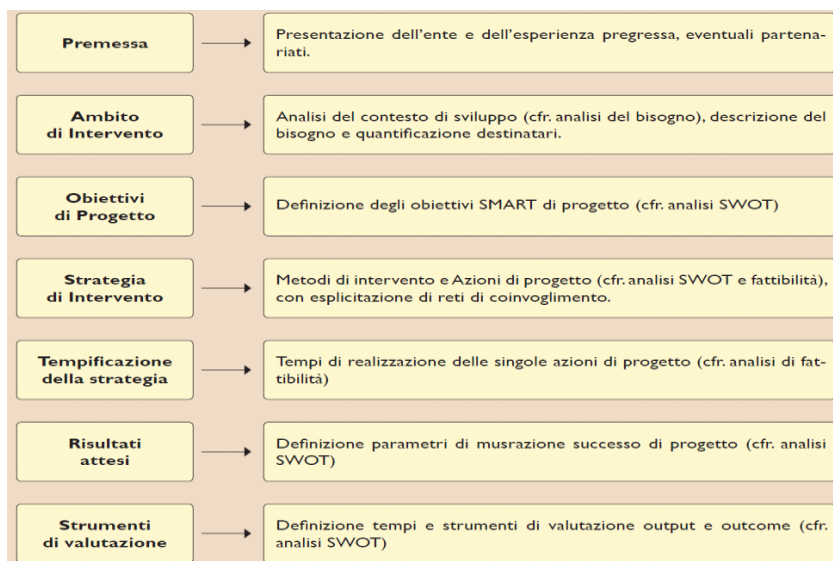 Premessa
Presentazione dell'ente e dell'esperienza pregressa, eventuali partena-
riati.
Ambito
di Intervento
Analisi del contesto di sviluppo (cfr. analisi del bisogno), descrizione del
bisogno e quantificazione destinatari.
Obiettivi
di Progetto
Definizione degli obiettivi SMART di progetto (cfr. analisi SWOT)
Strategia
di Intervento
Metodi di intervento e Azioni di progetto (cfr. analisi SWOT e fattibilità),
con esplicitazione di reti di coinvoglimento.
Tempificazione
della strategia
Tempi di realizzazione delle singole azioni di progetto (cfr. analisi di fat-
tibilità)
Risultati
attesi
Definizione parametri di musrazione successo di progetto (cfr. analisi
SWOT)
Strumenti
di valutazione
Definizione tempi e strumenti di valutazione output e outcome (cfr.
analisi SWOT)